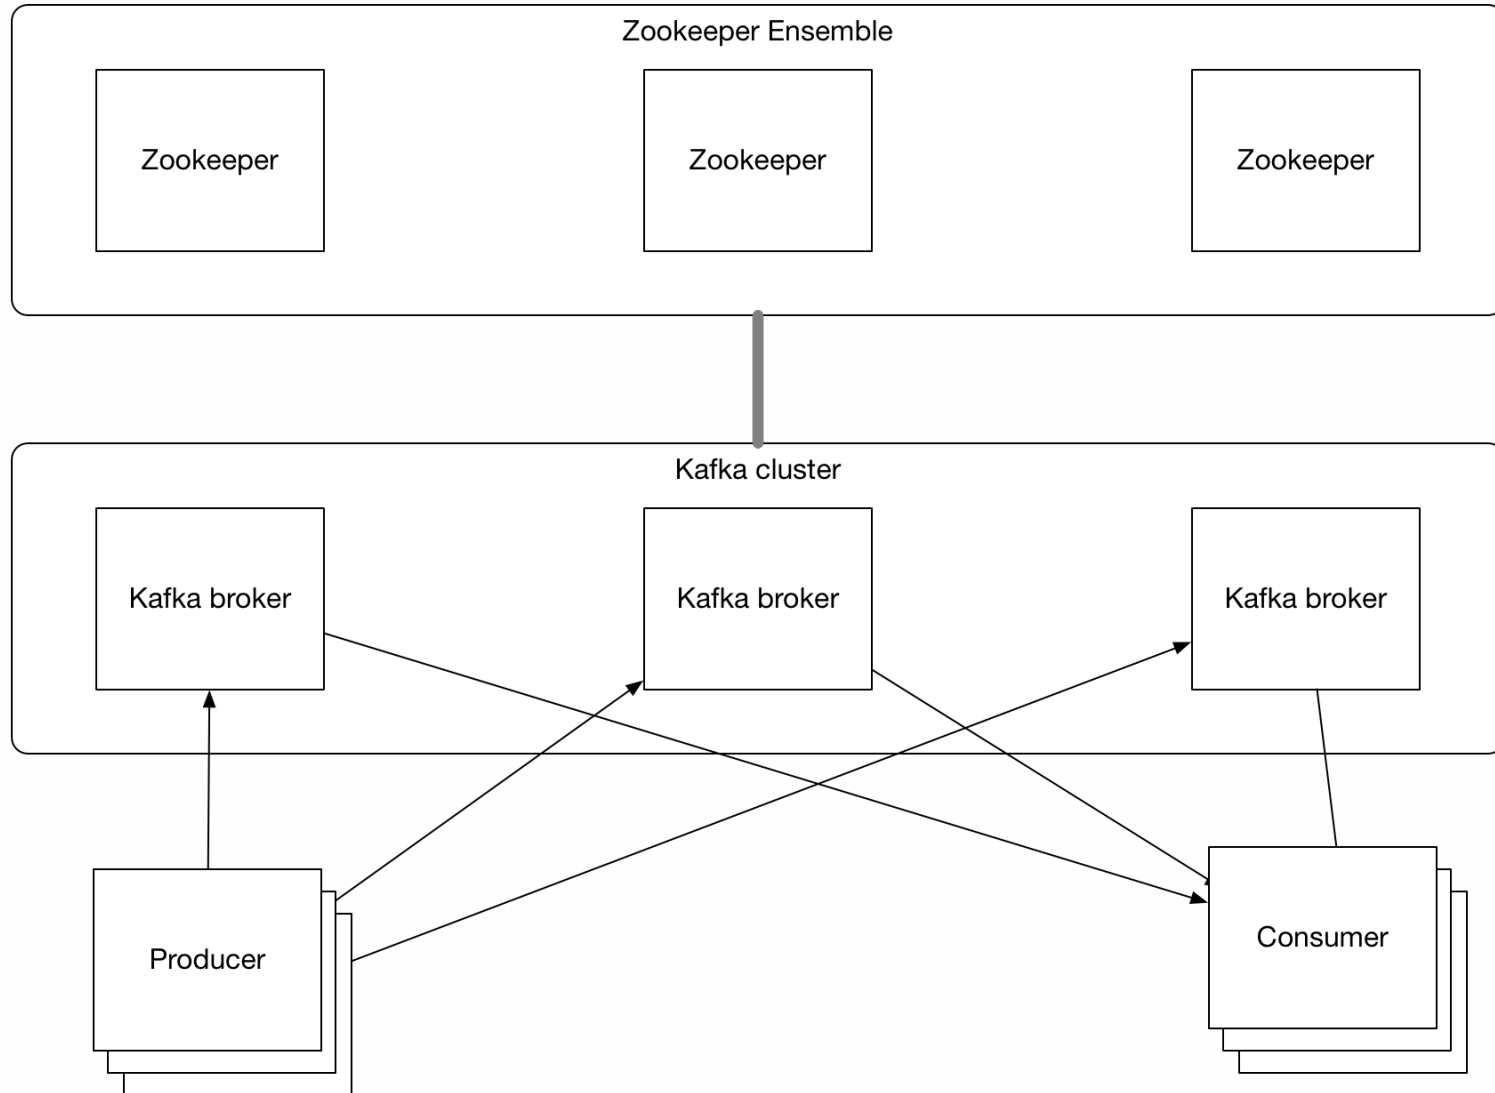 Zookeeper Ensemble
Zookeeper
Zookeeper
Zookeeper
Kafka cluster
Kafka broker
Kafka broker
Kafka broker
Producer
Consumer